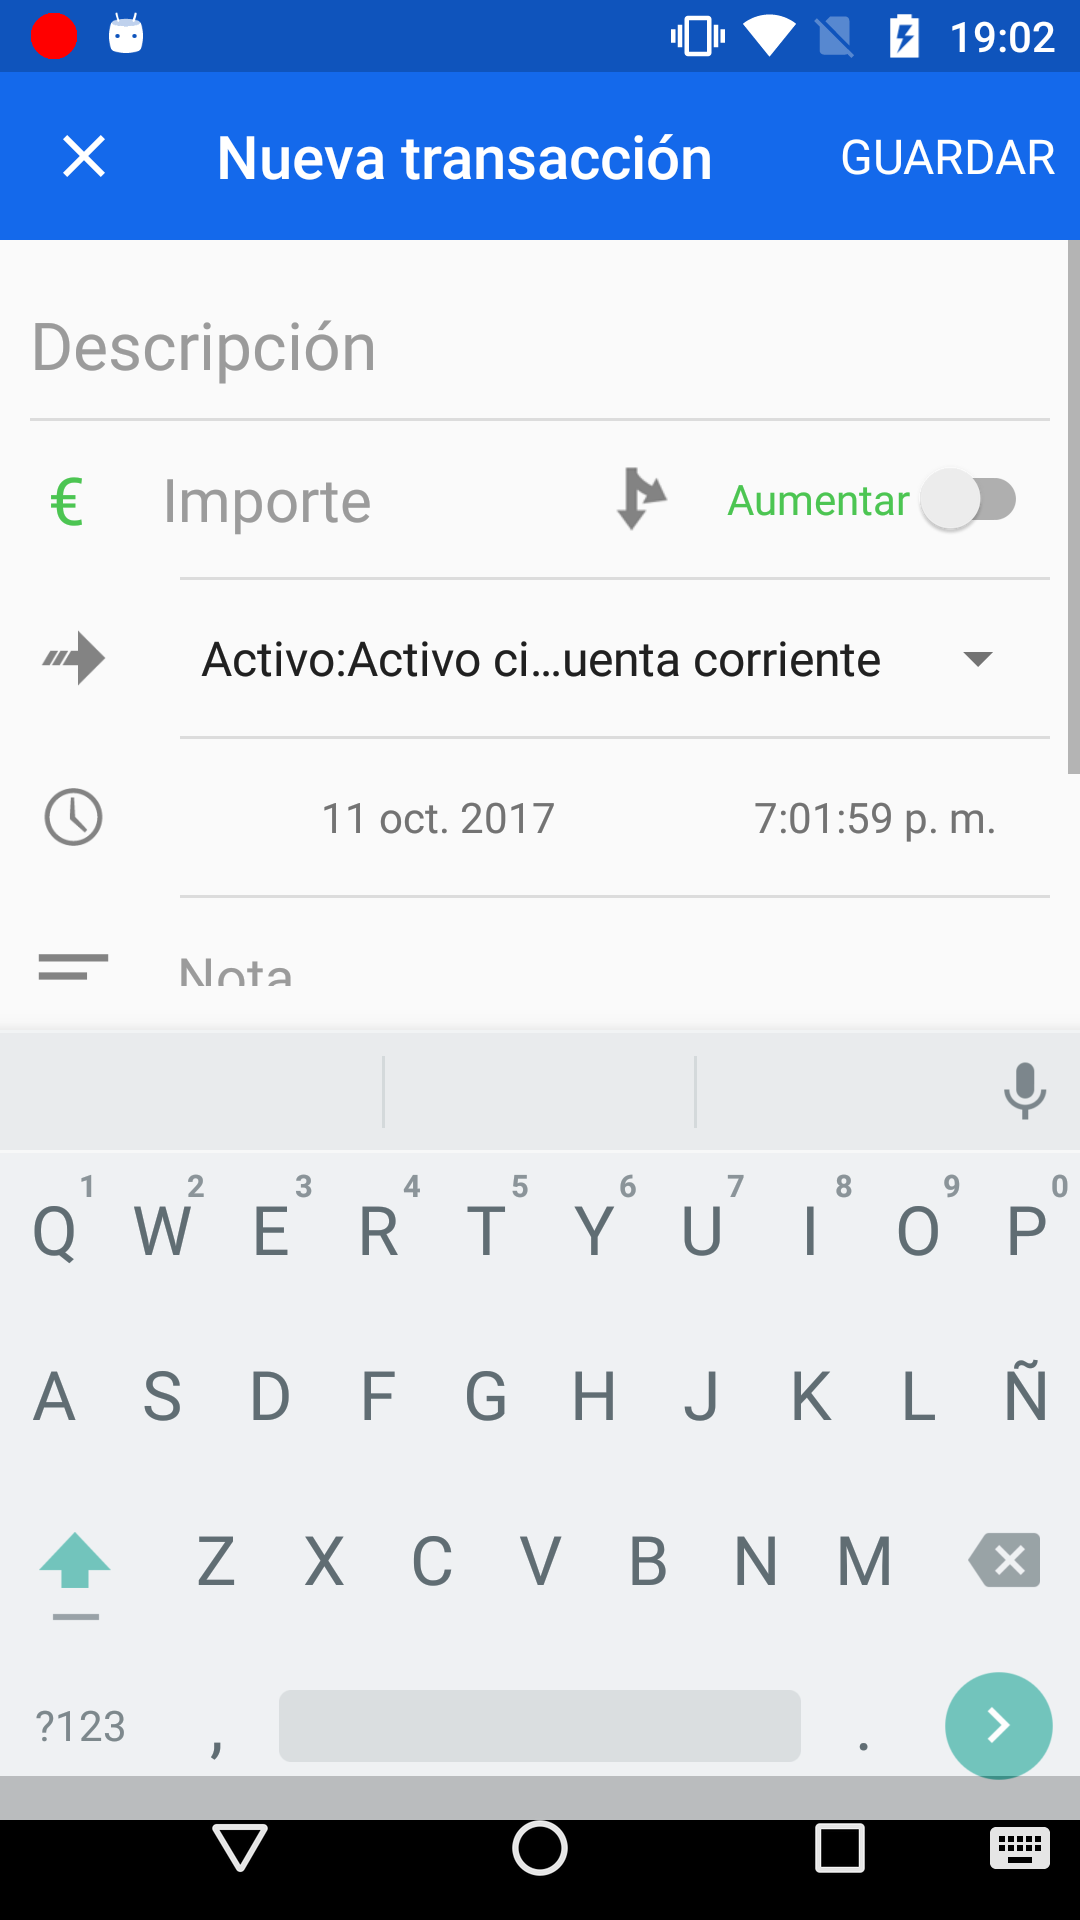 19:02
Nueva transacción GUARDAR
Descripción
€ Importe Aumentar
Activo:Activo ci...uenta corriente
11 oct. 2017 7:01:59 p. m.
Nota
1 2 3 4 5 6 7 8 9 0
Q W E R T Y U I O P
A S D F G H J K L Ñ
Z X C V B N M
?123 , .